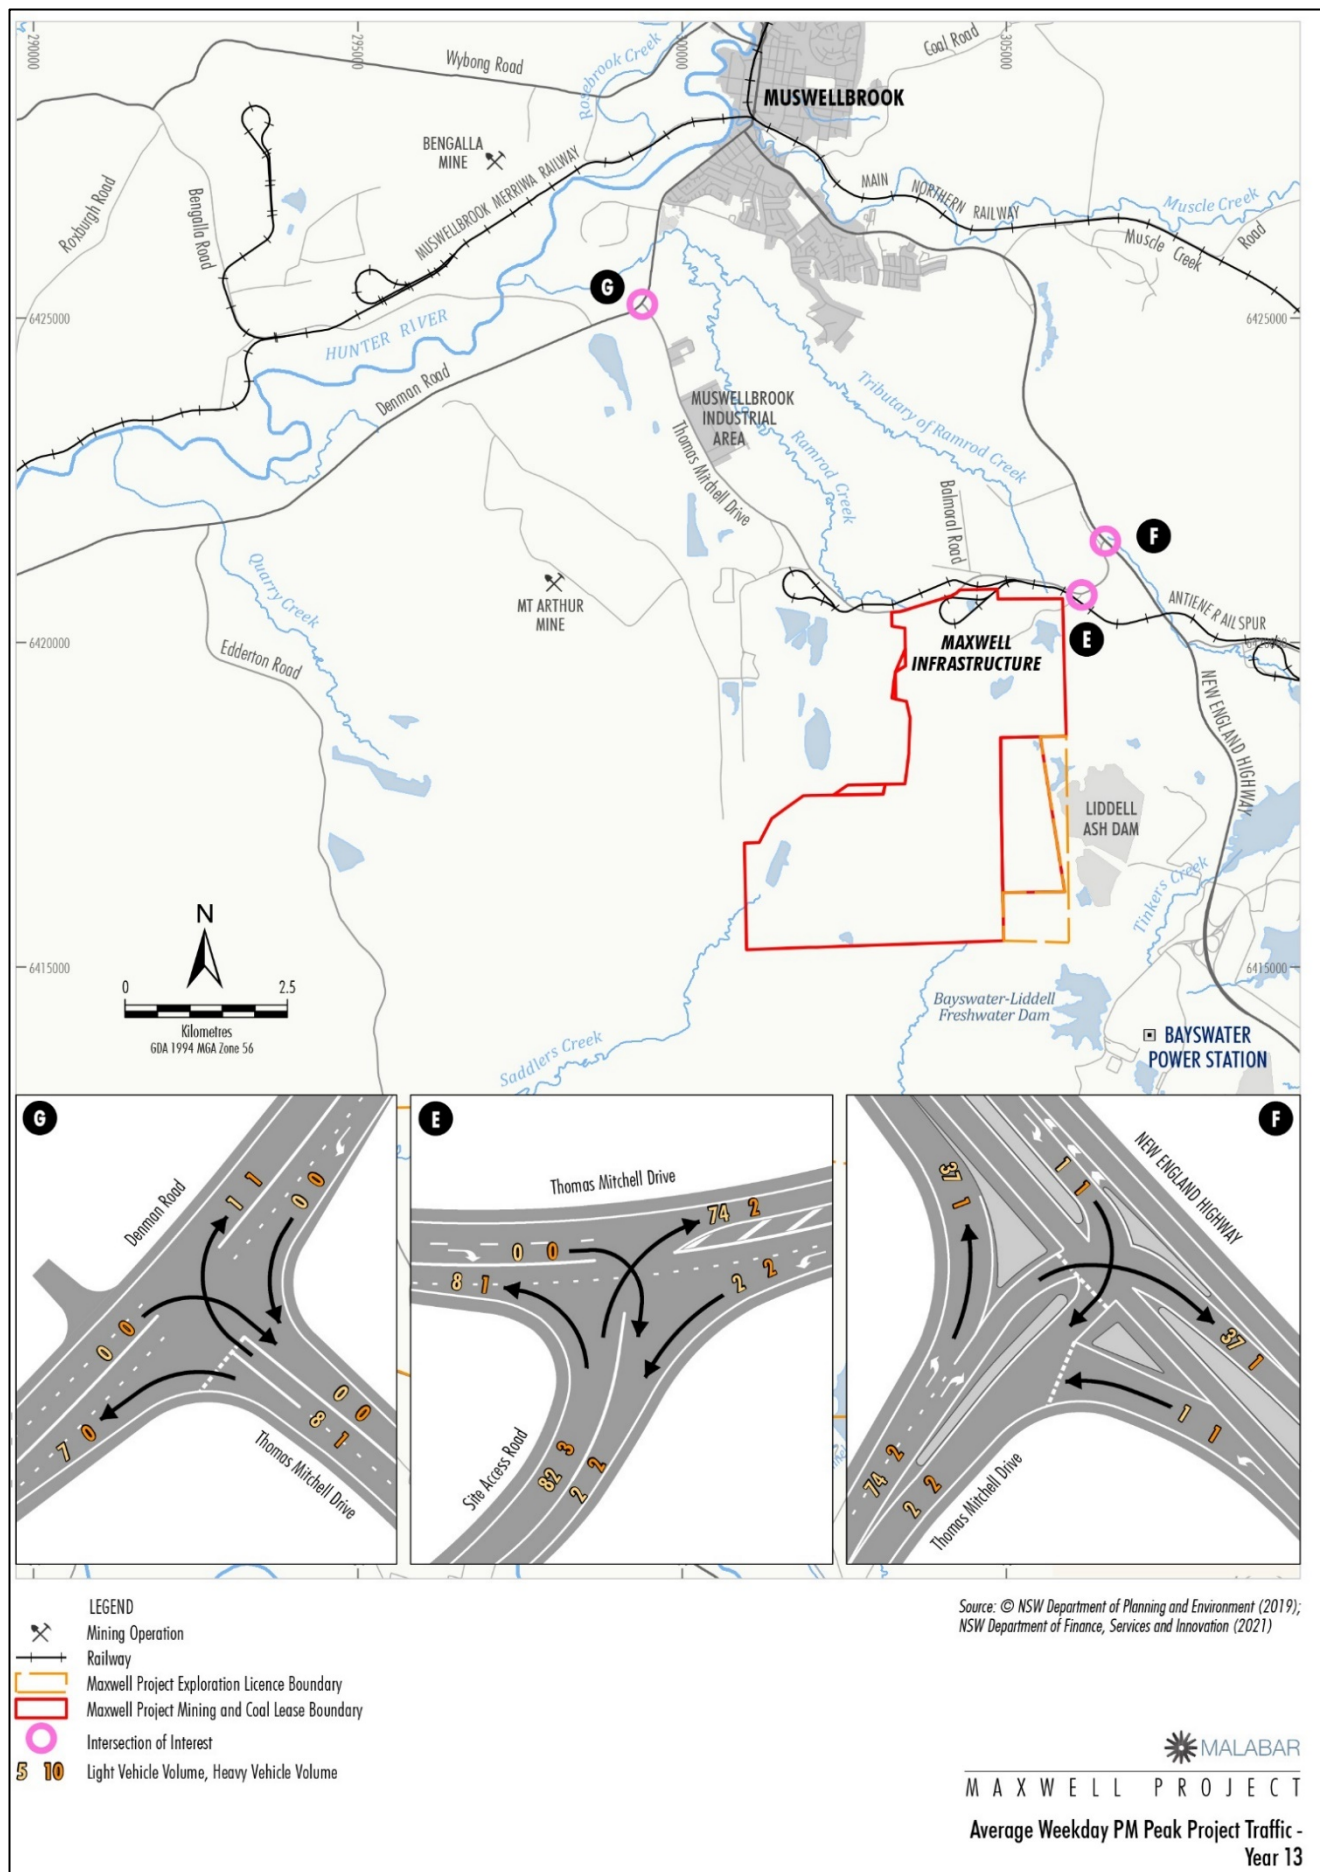 290000
295000
305000
Wybong Road
Rosebrook Creek
Coal Road
MUSWELLBROOK
BENGALLA
MINE
MUSWELLBROOK MERRIWA RAILWAY
Roxburgh Road
Bengalla Road
MAIN NORTHERN RAILWAY
Muscle Creek
Muscle Creek Road
G
6425000
6425000
HUNTER RIVER
Denman Road
MUSWELLBROOK
INDUSTRIAL
AREA
Thomas Mitchell Drive
Ramrod Creek
Tributary of Ramrod Creek
Balmoral Road
F
Quarry Creek
MT ARTHUR
MINE
ANTIENE RAIL SPUR
6420000
6420000
E
MAXWELL
INFRASTRUCTURE
Edderton Road
NEW ENGLAND HIGHWAY
LIDDELL
ASH DAM
Tinkers Creek
N
0 2.5
Kilometres
GDA 1994 MGA Zone 56
6415000
6415000
Bayswater-Liddell
Freshwater Dam
Saddlers Creek
BAYSWATER
POWER STATION
G
Denman Road
1 1
0 0
0 0
0 0
8 1
7 0
Thomas Mitchell Drive
E
Thomas Mitchell Drive
74 2
0 0
8 1
2 2
82 3
2 2
Site Access Road
F
NEW ENGLAND HIGHWAY
37 1
1 1
37 1
1 1
74 2
2 2
Thomas Mitchell Drive
LEGEND
Mining Operation
Railway
Maxwell Project Exploration Licence Boundary
Maxwell Project Mining and Coal Lease Boundary
Intersection of Interest
5 10 Light Vehicle Volume, Heavy Vehicle Volume
Source: © NSW Department of Planning and Environment (2019);
NSW Department of Finance, Services and Innovation (2021)
MALABAR
MAXWELL PROJECT
Average Weekday PM Peak Project Traffic -
Year 13